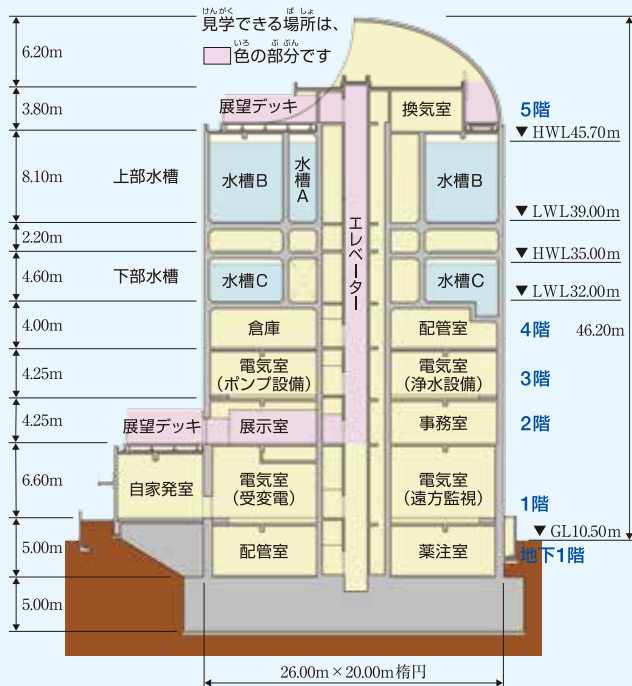 見学できる場所は、
けんがく
ばしょ
色の部分です
いろ
ぶぶん
6.20m
3.80m
展望デッキ
換気室
5階
▼ HWL45.70m
8.10m
上部水槽
水槽B
水槽A
水槽B
▼ LWL39.00m
エレベーター
2.20m
▼ HWL35.00m
4.60m
下部水槽
水槽C
水槽C
▼ LWL32.00m
4.00m
倉庫
配管室
4階
46.20m
4.25m
電気室
(ポンプ設備)
電気室
(浄水設備)
3階
4.25m
展望デッキ
展示室
事務室
2階
6.60m
自家発室
電気室
(受変電)
電気室
(遠方監視)
1階
▼ GL10.50m
5.00m
配管室
薬注室
地下1階
5.00m
26.00m×20.00m楕円